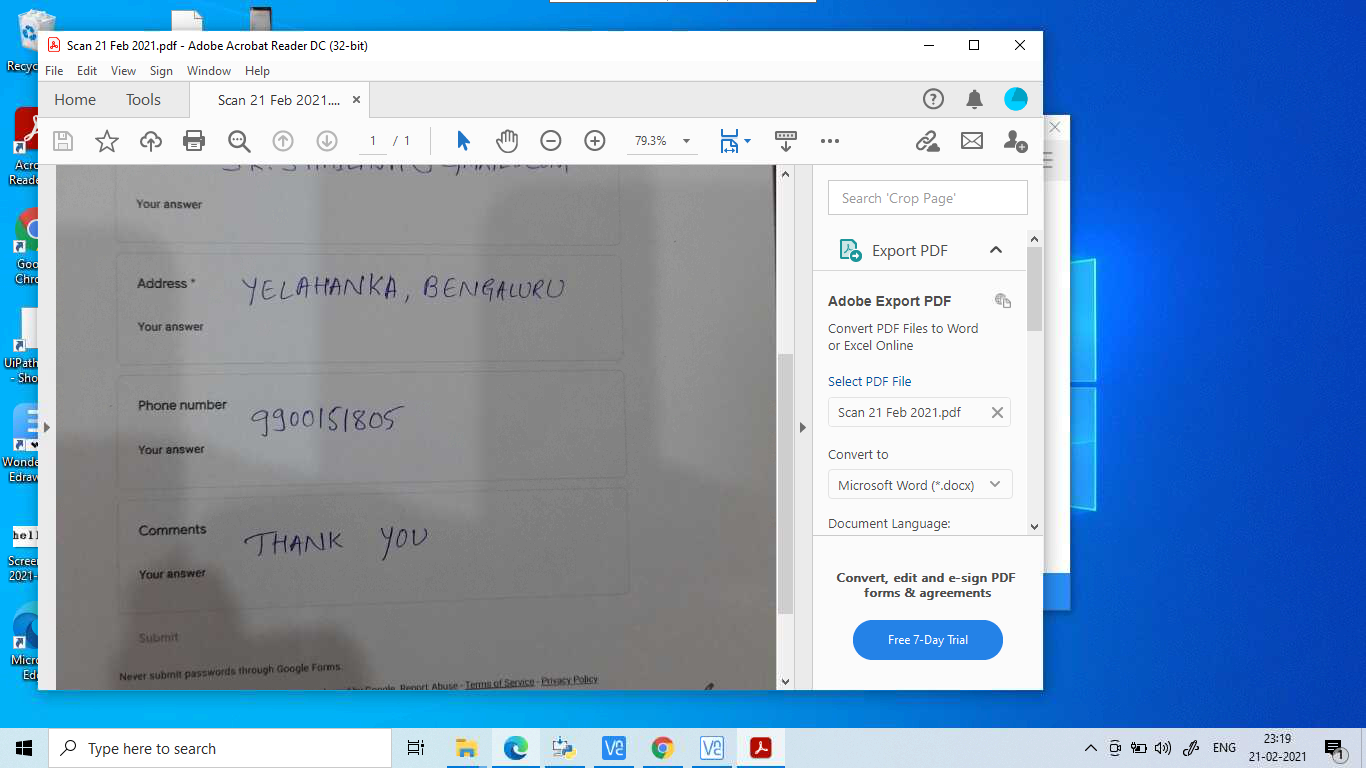 Recyc
Scan 21 Feb 2021.pdf - Adobe Acrobat Reader DC (32-bit)
File Edit View Sign Window Help
Home Tools Scan 21 Feb 2021....
1 / 1 79.3%
Your answer
Address * YELAHANKA, BENGALURU
Your answer
Phone number 9900151805
Your answer
Comments THANK YOU
Your answer
Submit
Never submit passwords through Google Forms.
by Google. Report Abuse - Terms of Service - Privacy Policy
Search 'Crop Page'
Export PDF
Adobe Export PDF
Convert PDF Files to Word
or Excel Online
Select PDF File
Scan 21 Feb 2021.pdf
Convert to
Microsoft Word (*.docx)
Document Language:
Convert, edit and e-sign PDF
forms & agreements
Free 7-Day Trial
Acro
Reade
Goo
Chro
UiPath
- Sho
Wonde
Edraw
hell
Screen
2021-
Micro
Ed
Type here to search
ENG
23:19
21-02-2021
1